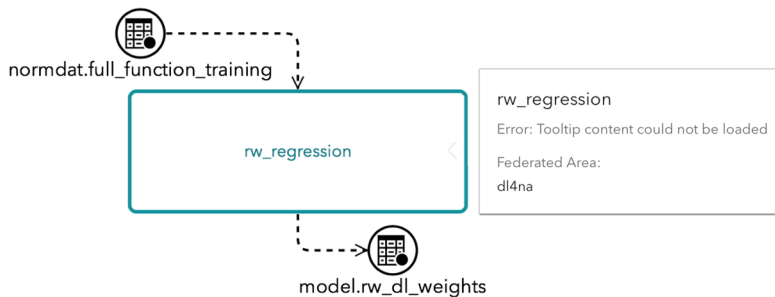 normdat.full_function_training
rw_regression
rw_regression
Error: Tooltip content could not be loaded
Federated Area:
dl4na
model.rw_dl_weights